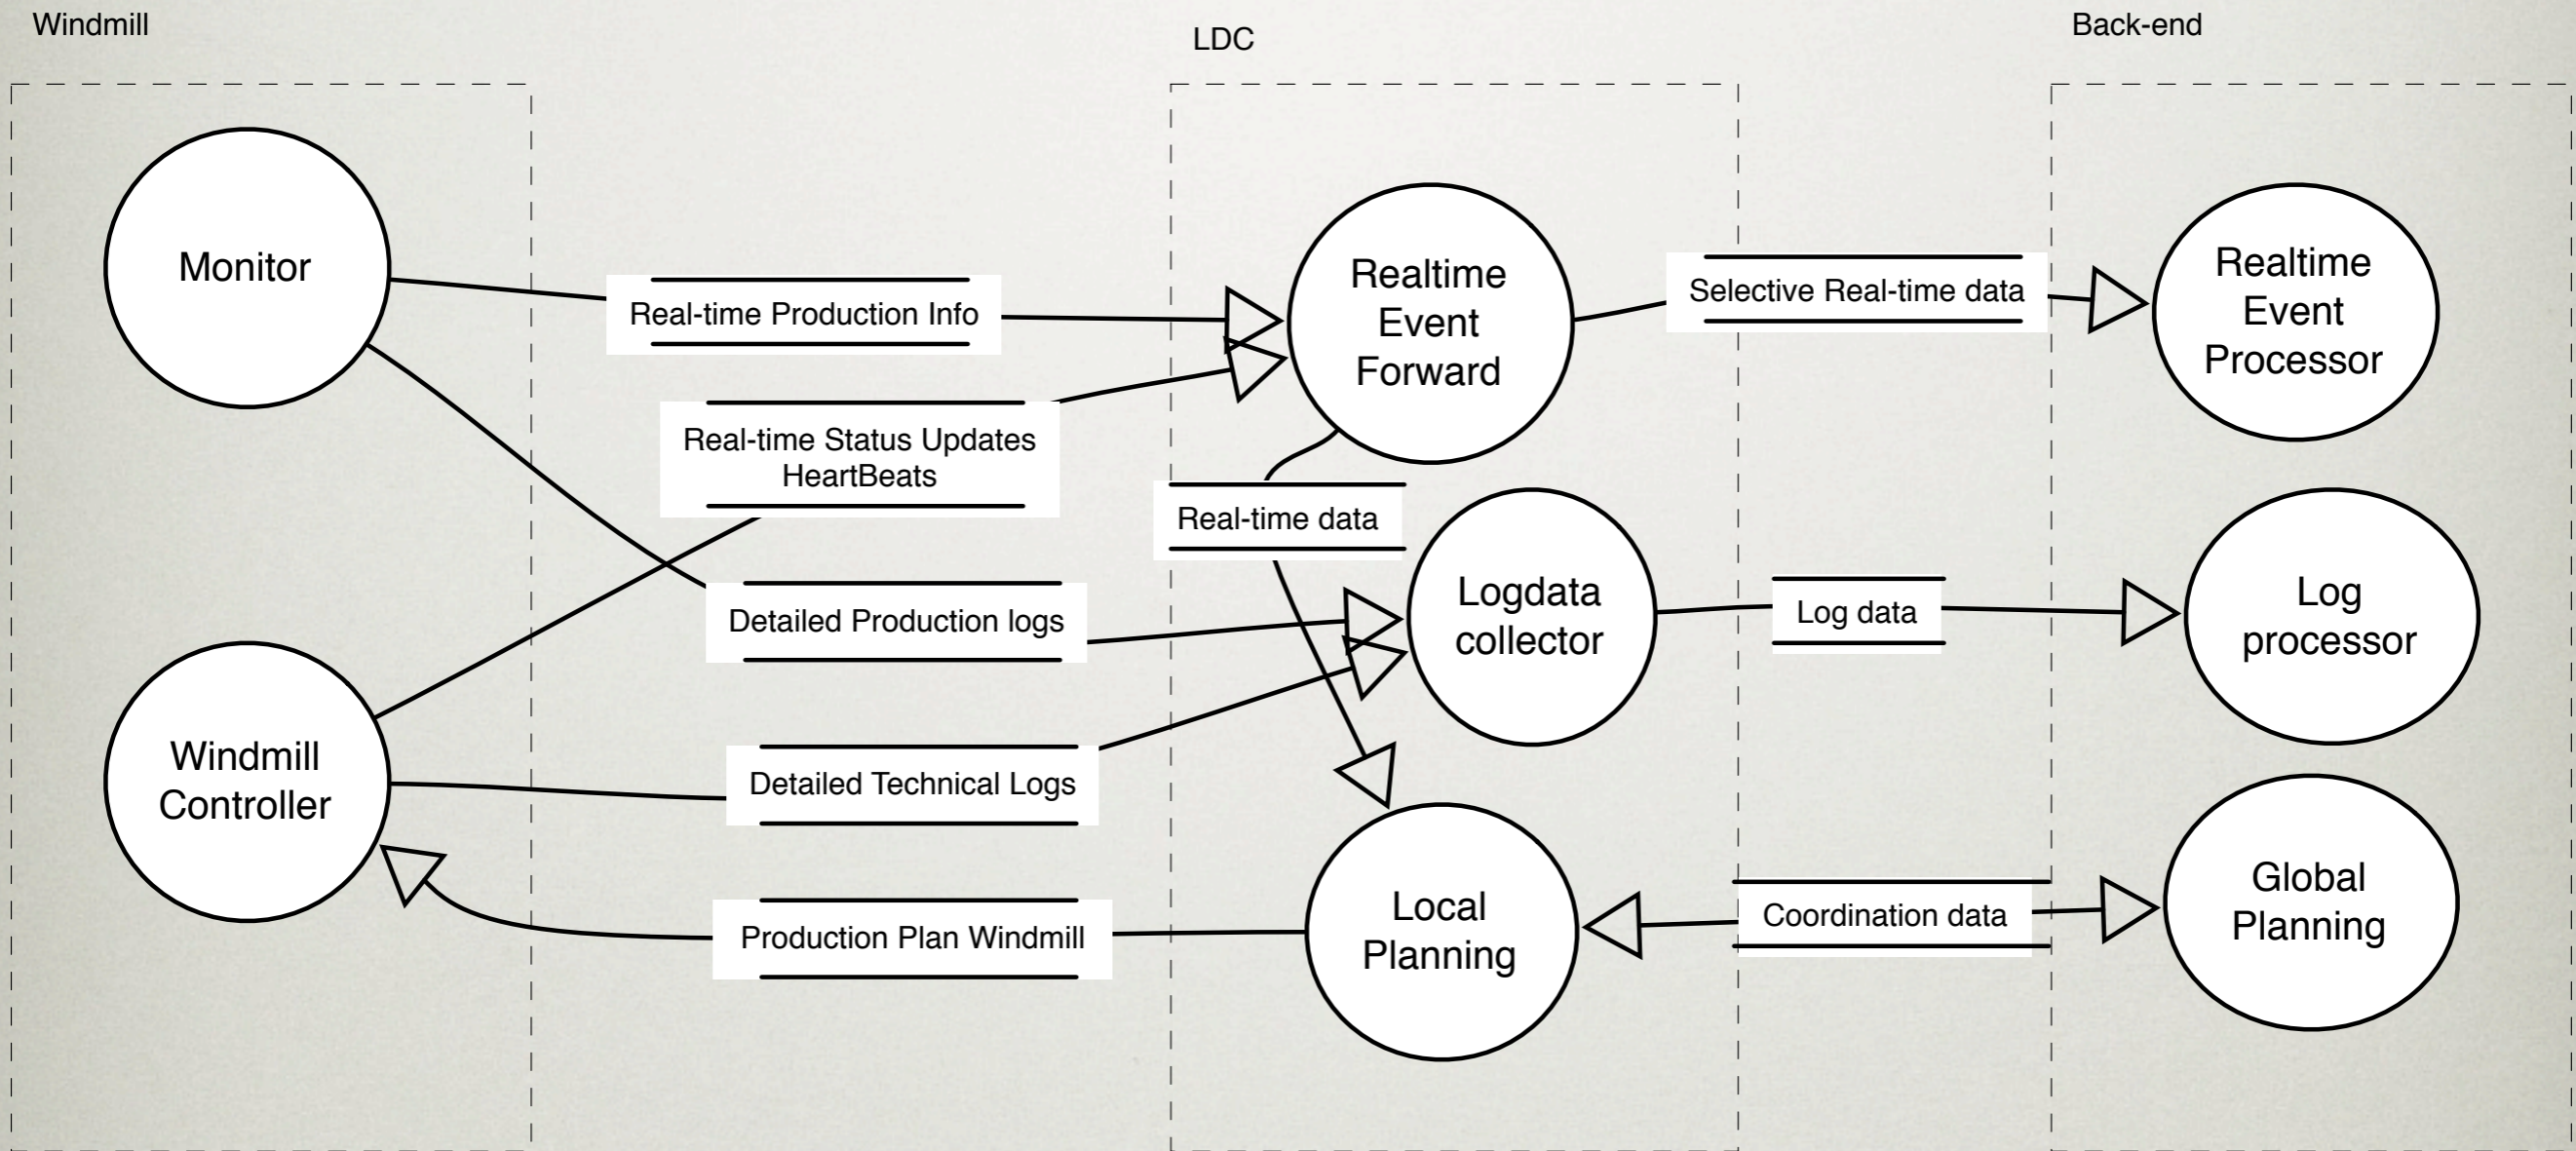 Windmill
LDC
Back-end
Monitor
Real-time Production Info
Realtime
Event
Forward
Selective Real-time data
Realtime
Event
Processor
Real-time Status Updates
HeartBeats
Real-time data
Detailed Production logs
Logdata
collector
Log data
Log
processor
Windmill
Controller
Detailed Technical Logs
Production Plan Windmill
Local
Planning
Coordination data
Global
Planning